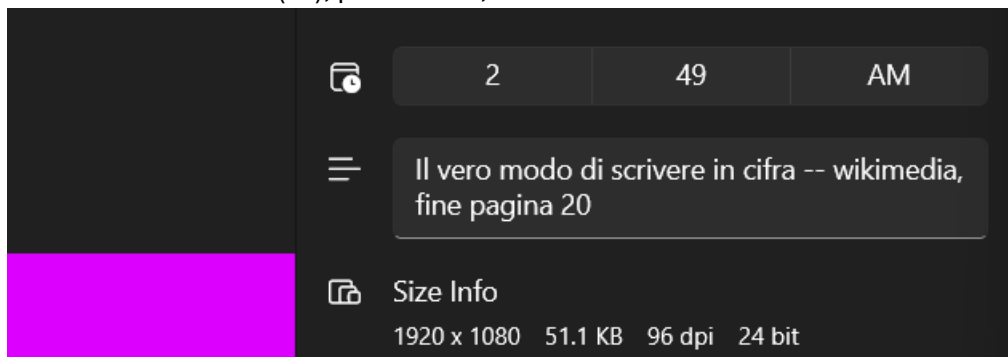 2 49 AM
Il vero modo di scrivere in cifra -- wikimedia,
fine pagina 20
Size Info
1920 x 1080 51.1 KB 96 dpi 24 bit